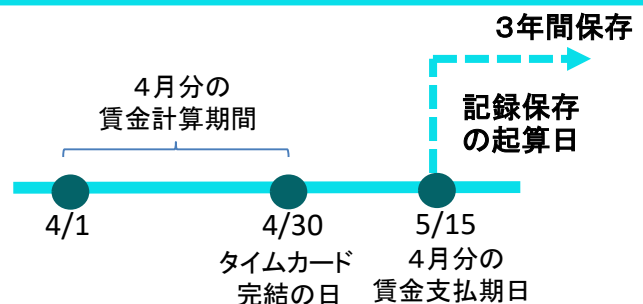 ３年間保存
４月分の
賃金計算期間
記録保存
の起算日
4/1
4/30
5/15
タイムカード
完結の日
４月分の
賃金支払期日